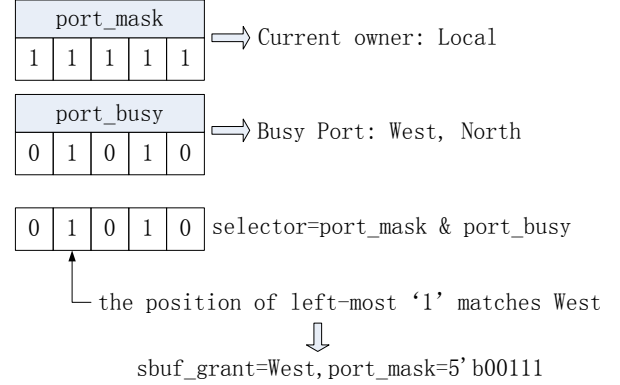 port_mask
1 1 1 1 1
Current owner: Local
port_busy
0 1 0 1 0
Busy Port: West, North
0 1 0 1 0 selector=port_mask & port_busy
the position of left-most ‘1’ matches West
sbuf_grant=West,port_mask=5’b00111